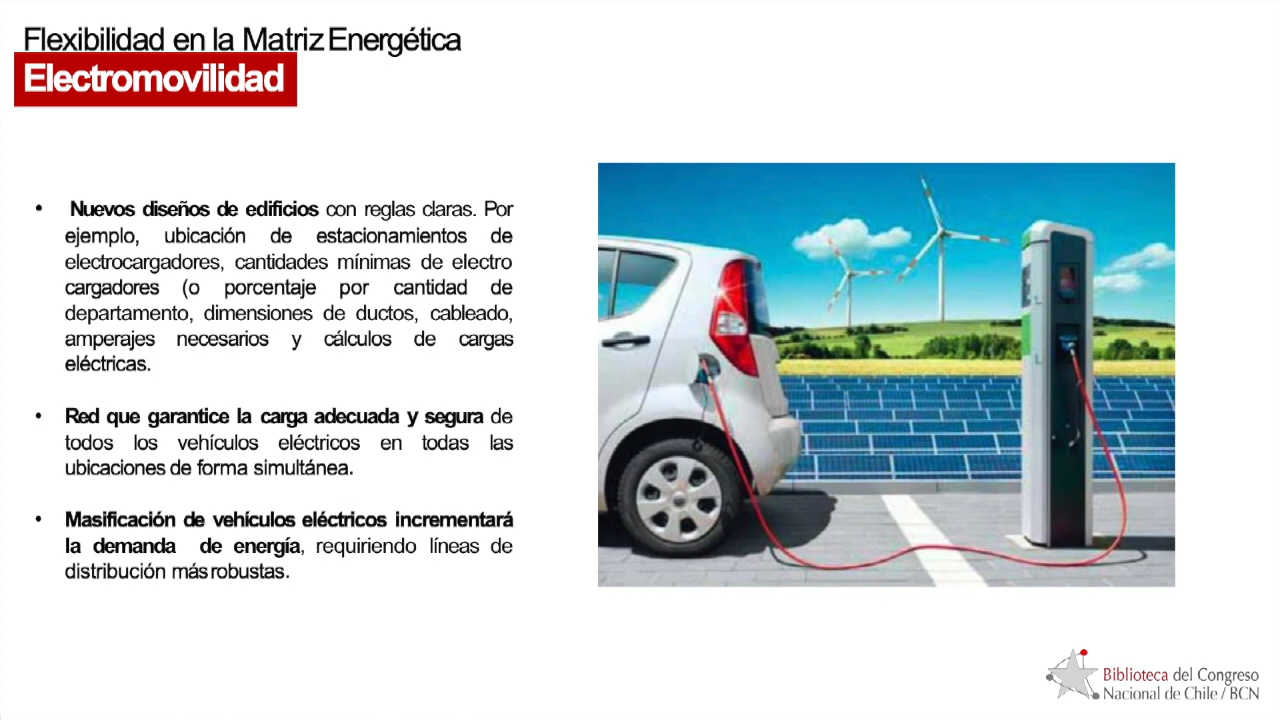 Flexibilidad en la Matriz Energética
Electromovilidad
• Nuevos diseños de edificios con reglas claras. Por
ejemplo, ubicación de estacionamientos de
electrocargadores, cantidades mínimas de electro
cargadores (o porcentaje por cantidad de
departamento, dimensiones de ductos, cableado,
amperajes necesarios y cálculos de cargas
eléctricas.
• Red que garantice la carga adecuada y segura de
todos los vehículos eléctricos en todas las
ubicaciones de forma simultánea.
• Masificación de vehículos eléctricos incrementará
la demanda de energía, requiriendo líneas de
distribución más robustas.
Biblioteca del Congreso
Nacional de Chile / BCN